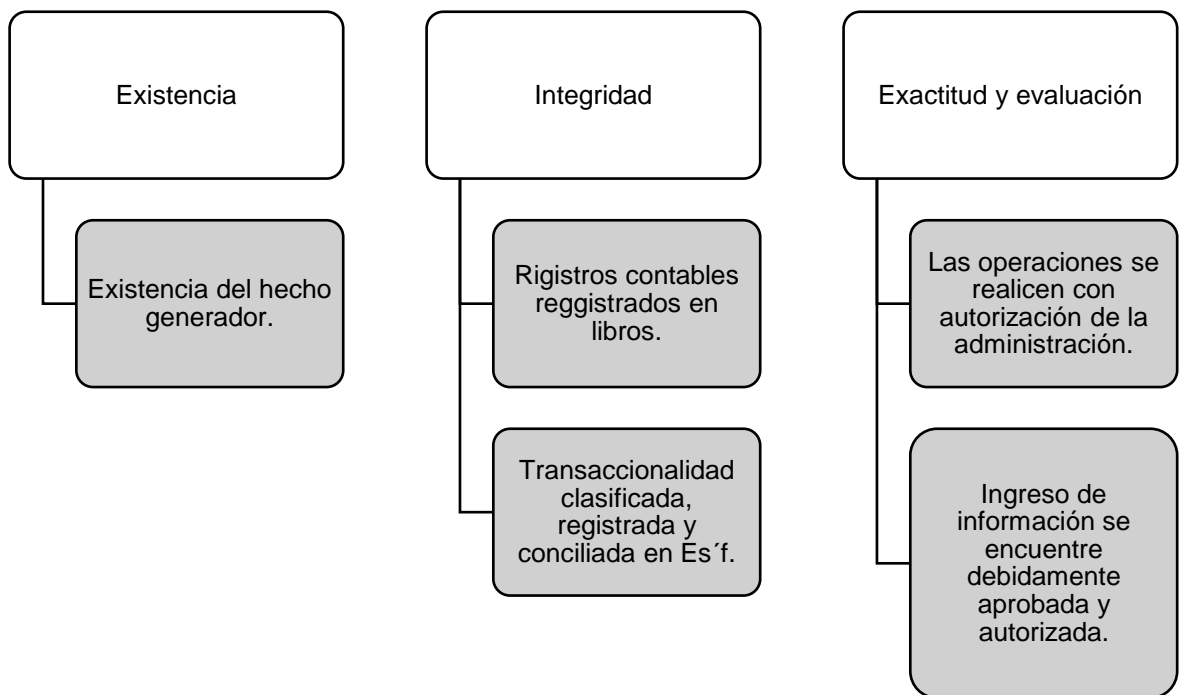 Existencia
Existencia del hecho
generador.
Integridad
Rigistros contables
reggistrados en
libros.
Transaccionalidad
clasificada,
registrada y
conciliada en Es´f.
Exactitud y evaluación
Las operaciones se
realicen con
autorización de la
administración.
Ingreso de
información se
encuentre
debidamente
aprobada y
autorizada.